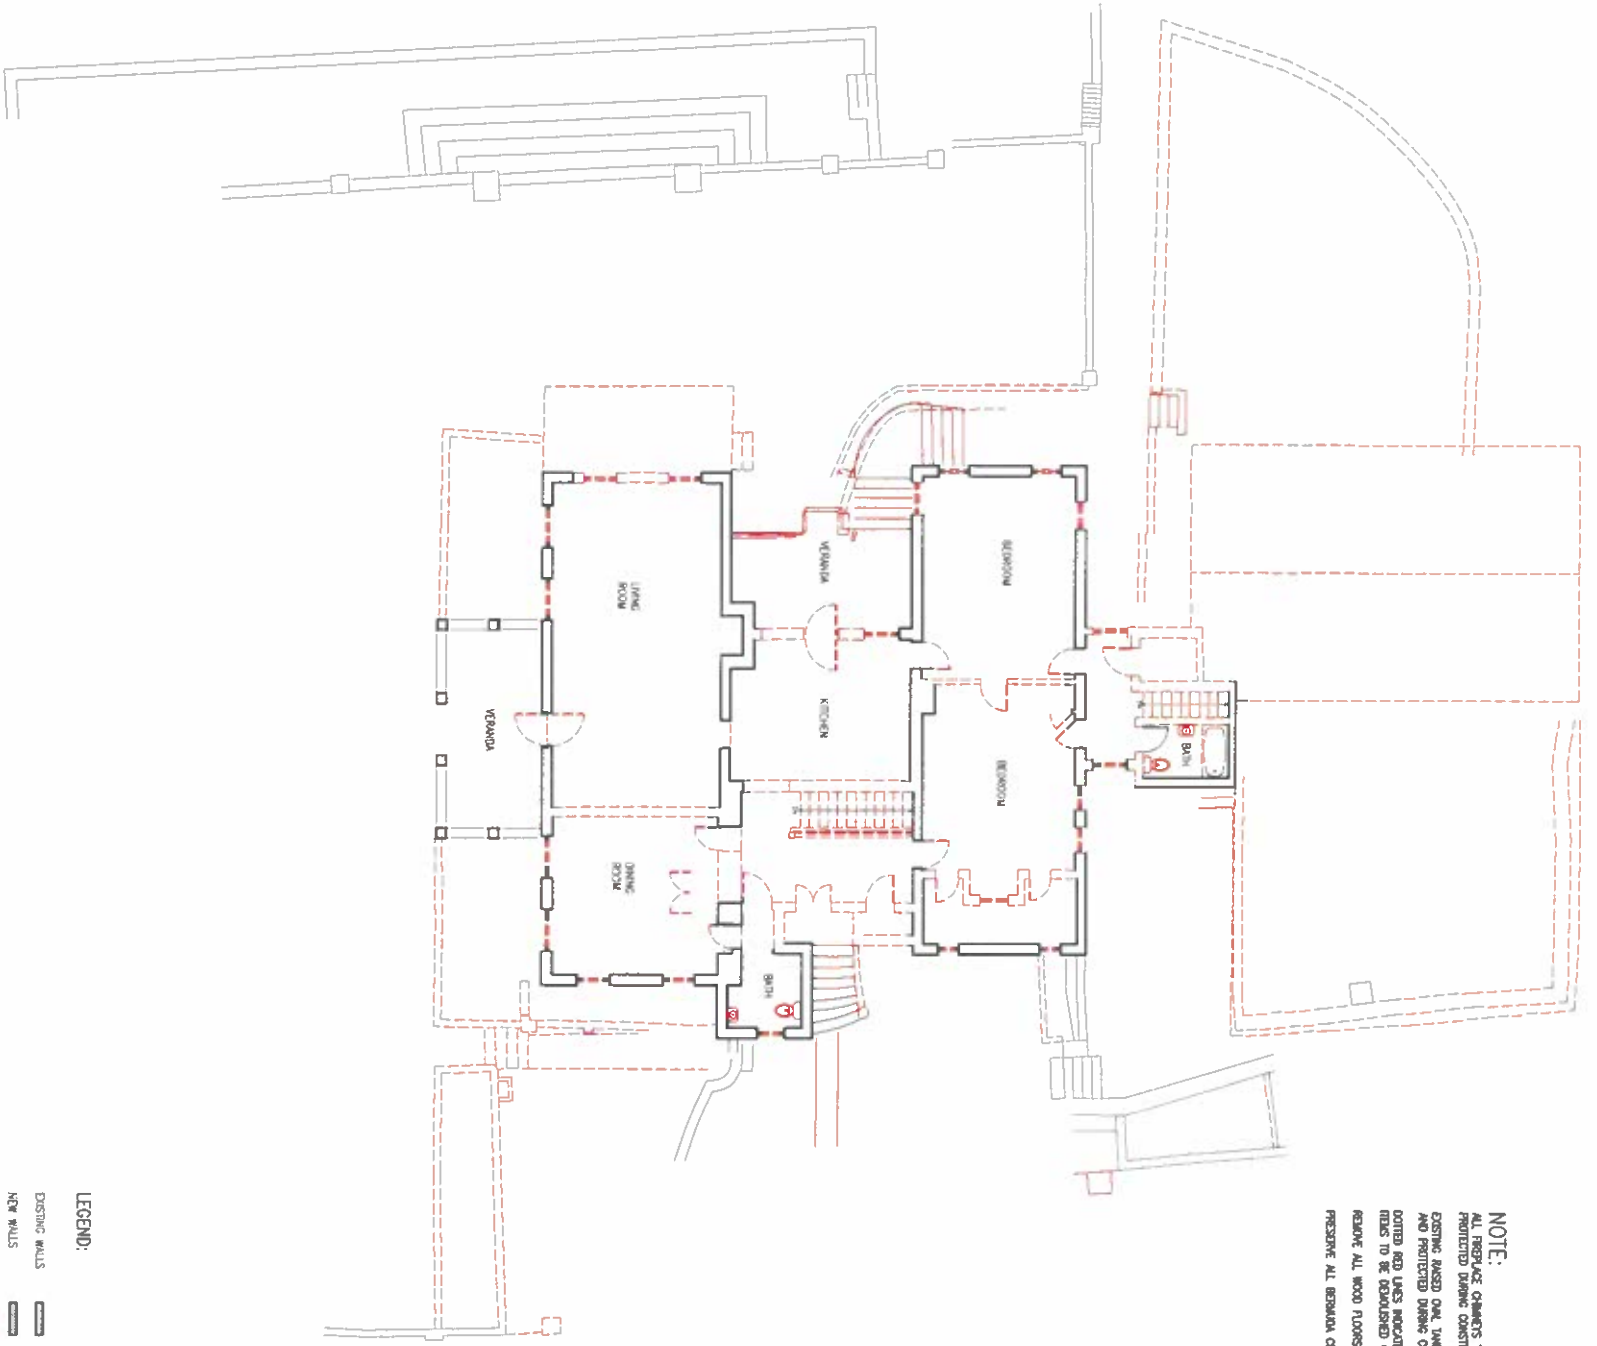 VERANDA
BEDROOM
LIVING
ROOM
KITCHEN
VERANDA
BATH
BEDROOM
DINING
ROOM
BATH
NOTE:
ALL FIREPLACE CHIMNEYS
PROTECTED DURING CONST
EXISTING RAISED OVAL TANK
AND PROTECTED DURING C
DOTTED RED LINES INDICAT
ITEMS TO BE DEMOLISHED
REMOVE ALL WOOD FLOORS
PRESERVE ALL BERMUDA C
LEGEND:
EXISTING WALLS
NEW WALLS